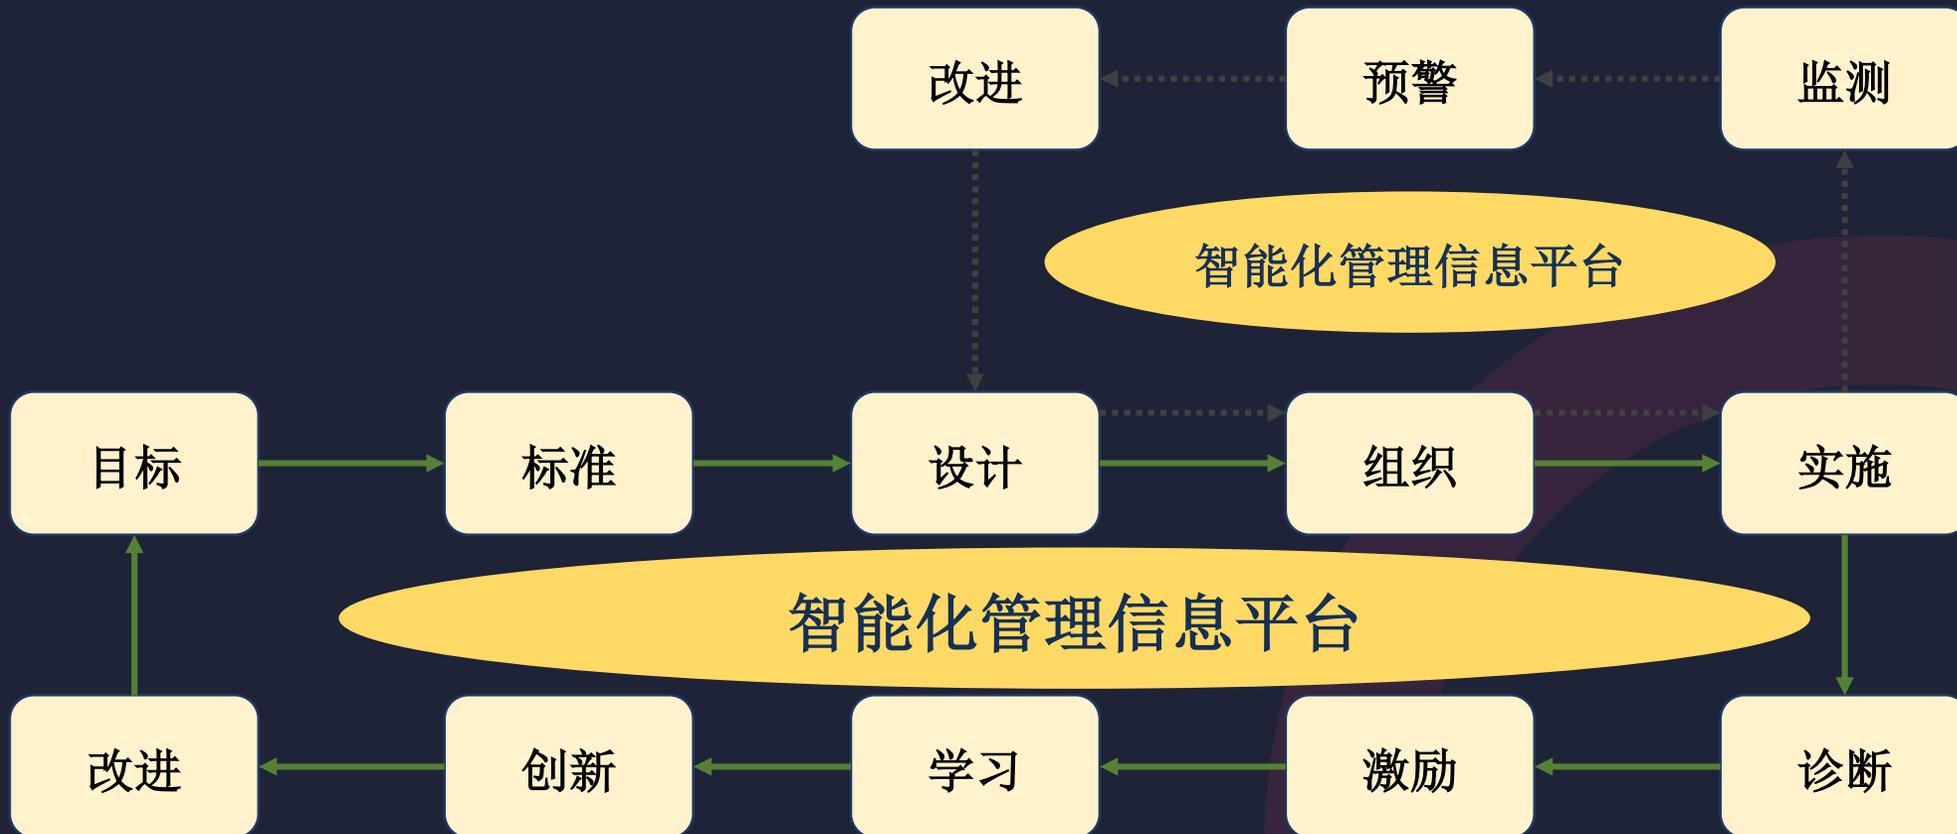 改进
预警
监测
智能化管理信息平台
目标
标准
设计
组织
实施
智能化管理信息平台
改进
创新
学习
激励
诊断